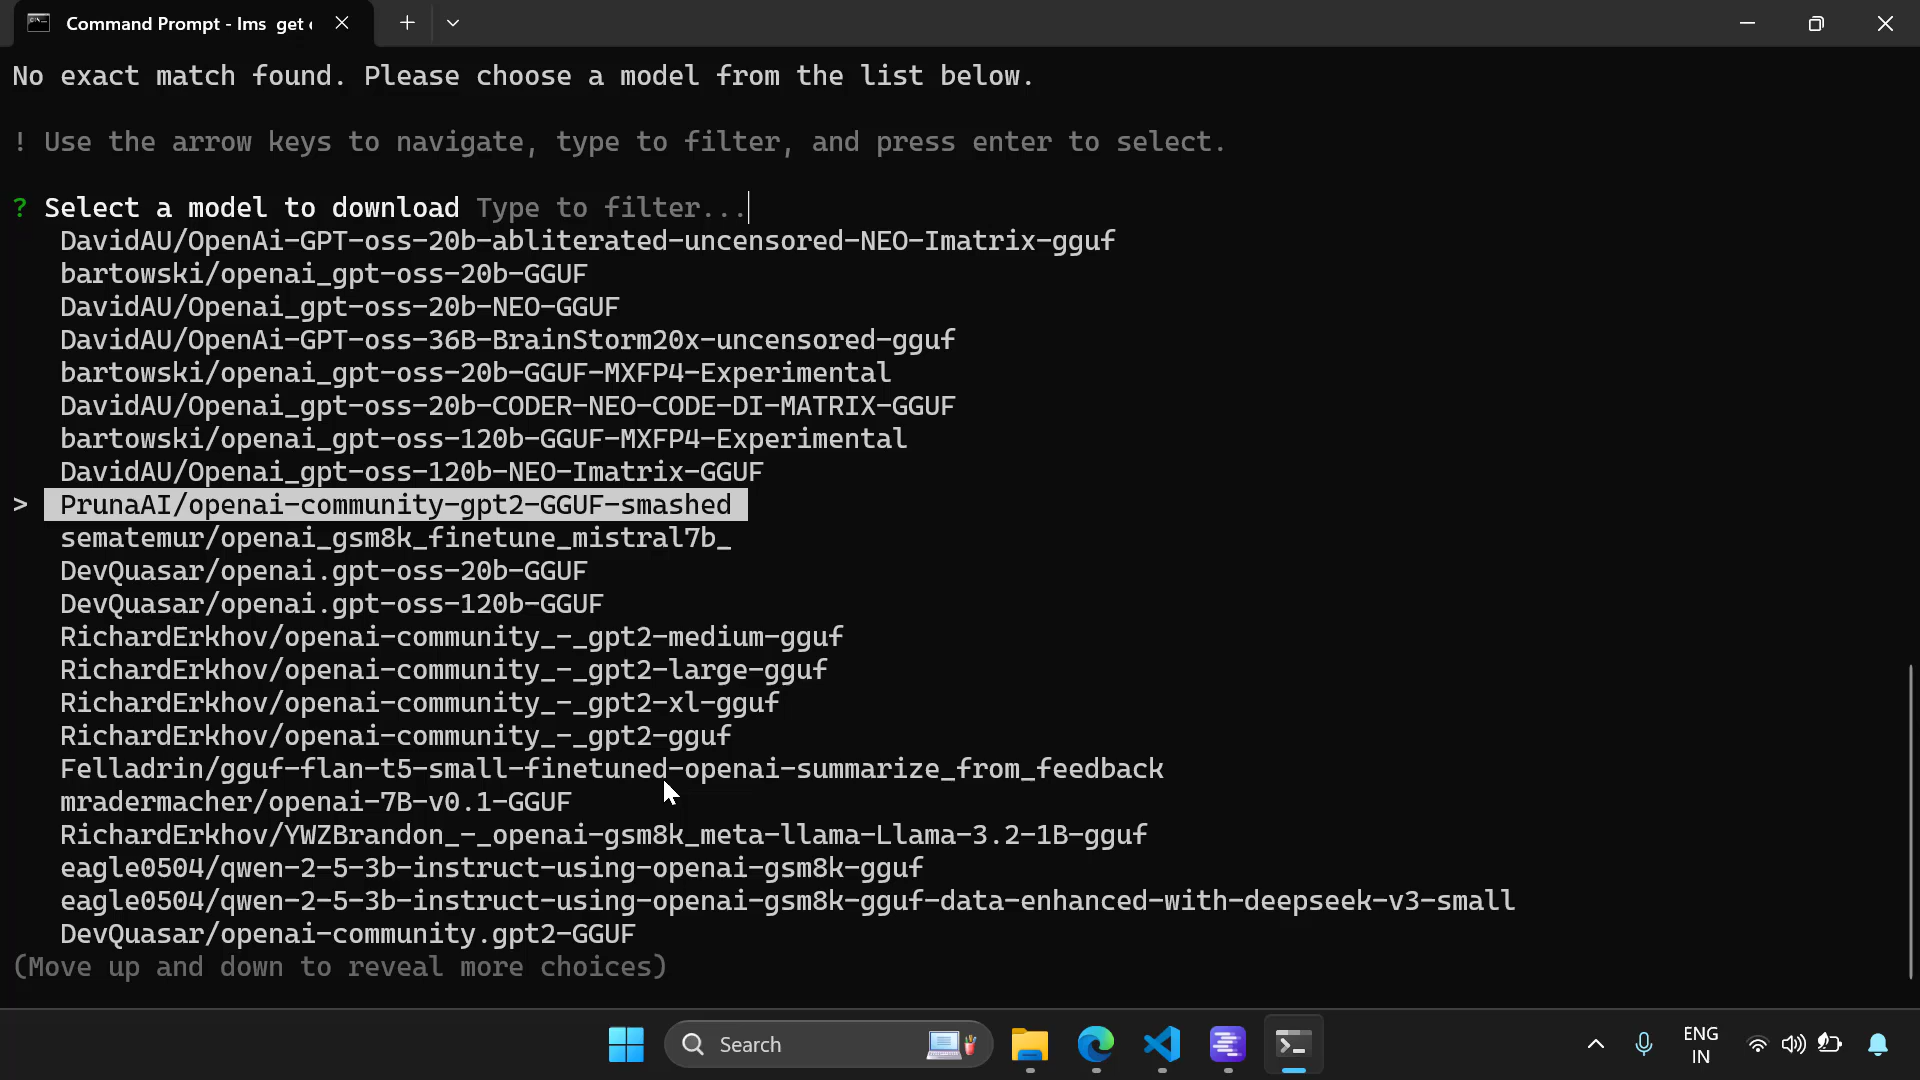 Command Prompt - lms get
No exact match found. Please choose a model from the list below.
! Use the arrow keys to navigate, type to filter, and press enter to select.
? Select a model to download Type to filter...
DavidAU/OpenAi-GPT-oss-20b-abliterated-uncensored-NEO-Imatrix-gguf
bartowski/openai_gpt-oss-20b-GGUF
DavidAU/Openai_gpt-oss-20b-NEO-GGUF
DavidAU/OpenAi-GPT-oss-36B-BrainStorm20x-uncensored-gguf
bartowski/openai_gpt-oss-20b-GGUF-MXFP4-Experimental
DavidAU/Openai_gpt-oss-20b-CODER-NEO-CODE-DI-MATRIX-GGUF
bartowski/openai_gpt-oss-120b-GGUF-MXFP4-Experimental
DavidAU/Openai_gpt-oss-120b-NEO-Imatrix-GGUF
> PrunaAI/openai-community-gpt2-GGUF-smashed
sematemur/openai_gsm8k_finetune_mistral7b_
DevQuasar/openai.gpt-oss-20b-GGUF
DevQuasar/openai.gpt-oss-120b-GGUF
RichardErkhov/openai-community_-_gpt2-medium-gguf
RichardErkhov/openai-community_-_gpt2-large-gguf
RichardErkhov/openai-community_-_gpt2-xl-gguf
RichardErkhov/openai-community_-_gpt2-gguf
Felladrin/gguf-flan-t5-small-finetuned-openai-summarize_from_feedback
mradermacher/openai-7B-v0.1-GGUF
RichardErkhov/YWZBrandon_-_openai-gsm8k_meta-llama-Llama-3.2-1B-gguf
eagle0504/qwen-2-5-3b-instruct-using-openai-gsm8k-gguf
eagle0504/qwen-2-5-3b-instruct-using-openai-gsm8k-gguf-data-enhanced-with-deepseek-v3-small
DevQuasar/openai-community.gpt2-GGUF
(Move up and down to reveal more choices)
Search
ENG
IN